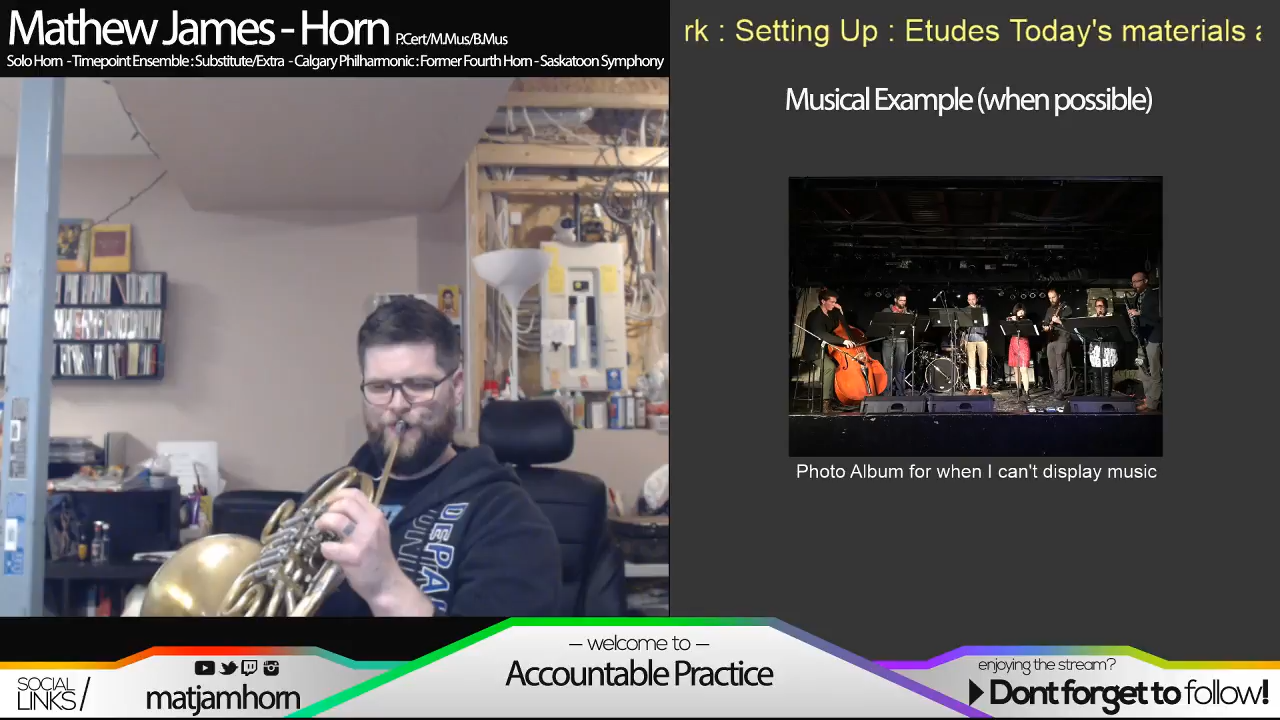 Mathew James - Horn P.Cert/M.Mus/B.Mus
Solo Horn - Timepoint Ensemble : Substitute/Extra - Calgary Philharmonic : Former Fourth Horn - Saskatoon Symphony
rk : Setting Up : Etudes Today's materials a
Musical Example (when possible)
Photo Album for when I can't display music
DEPA
UNI
– welcome to –
Accountable Practice
SOCIAL
LINKS /
matjamhorn
enjoying the stream?
Dont forget to follow!